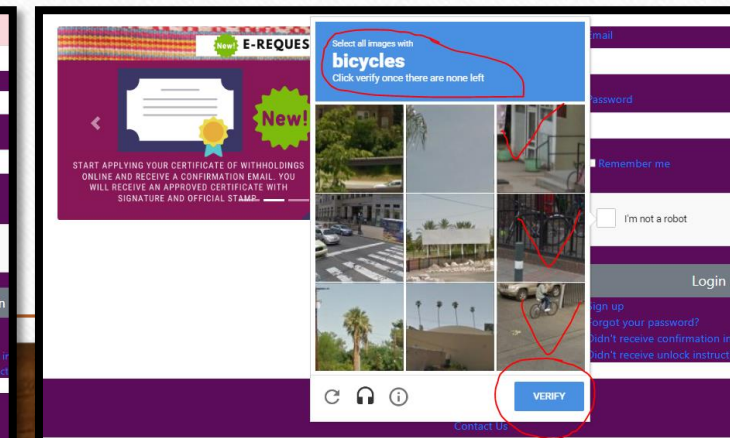 New! E-REQUES
New!
START APPLYING YOUR CERTIFICATE OF WITHHOLDINGS
ONLINE AND RECEIVE A CONFIRMATION EMAIL. YOU
WILL RECEIVE AN APPROVED CERTIFICATE WITH
SIGNATURE AND OFFICIAL STAMP.
Select all images with
bicycles
Click verify once there are none left
VERIFY
Email
Password
Remember me
I'm not a robot
Login
Sign up
Forgot your password?
Didn't receive confirmation in
Didn't receive unlock instruct
Contact Us